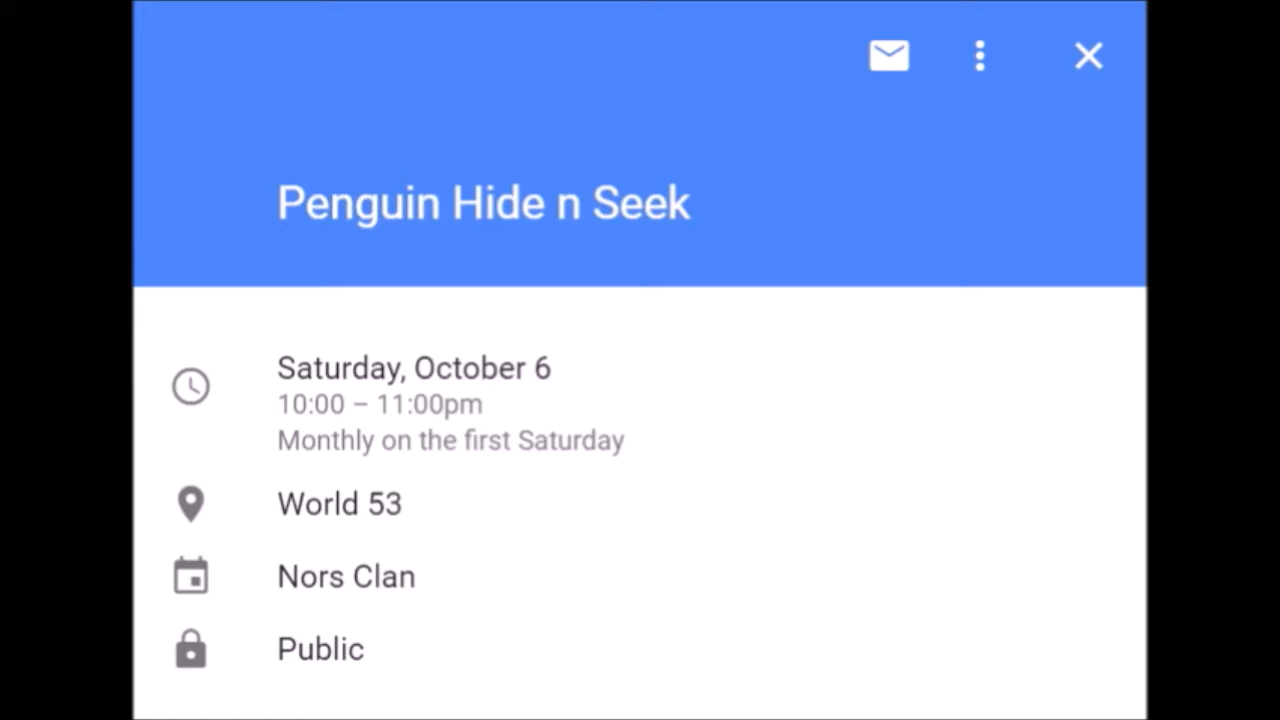 Penguin Hide n Seek
Saturday, October 6
10:00 – 11:00pm
Monthly on the first Saturday
World 53
Nors Clan
Public